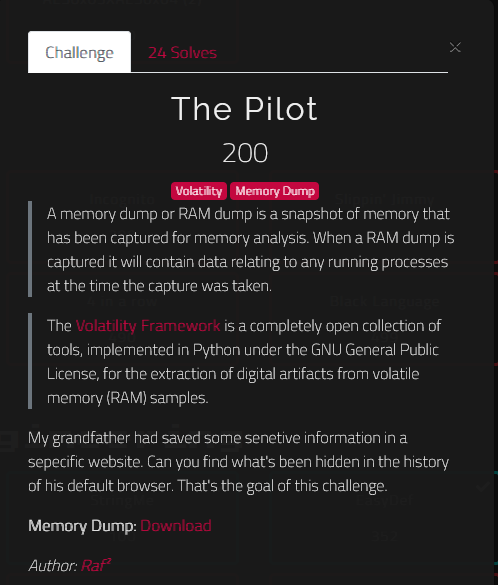 Challenge
24 Solves
×
The Pilot
200
Volatility Memory Dump
A memory dump or RAM dump is a snapshot of memory that
has been captured for memory analysis. When a RAM dump is
captured it will contain data relating to any running processes
at the time the capture was taken.
The Volatility Framework is a completely open collection of
tools, implemented in Python under the GNU General Public
License, for the extraction of digital artifacts from volatile
memory (RAM) samples.
My grandfather had saved some senetive information in a
sepecific website. Can you find what's been hidden in the history
of his default browser. That's the goal of this challenge.
Memory Dump: Download
Author: Raf²